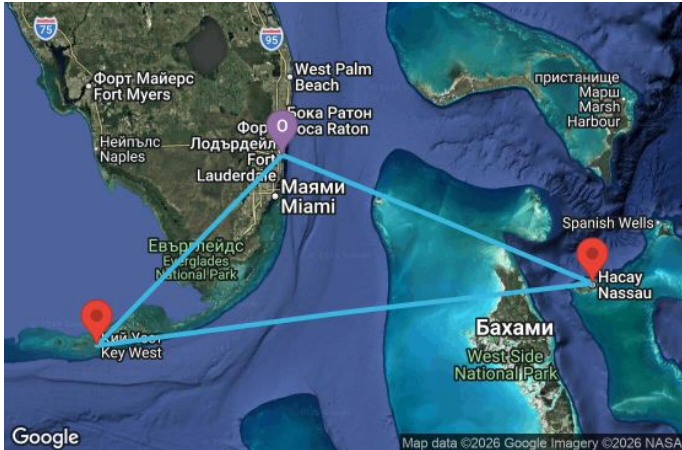 75
95
West Palm
Beach
Форт Майерс
Fort Myers
пристанище
Марш
Marsh
Harbour
Бока Ратон
Boca Raton
O
Нейпълс
Naples
Лодърдейл
Fort
Lauderdale
Маями
Miami
Spanish Wells
Евърглейдс
Everglades
National Park
Насау
Nassau
Бахами
West Side
National Park
Key West
Google
Map data ©2026 Google Imagery ©2026 NASA